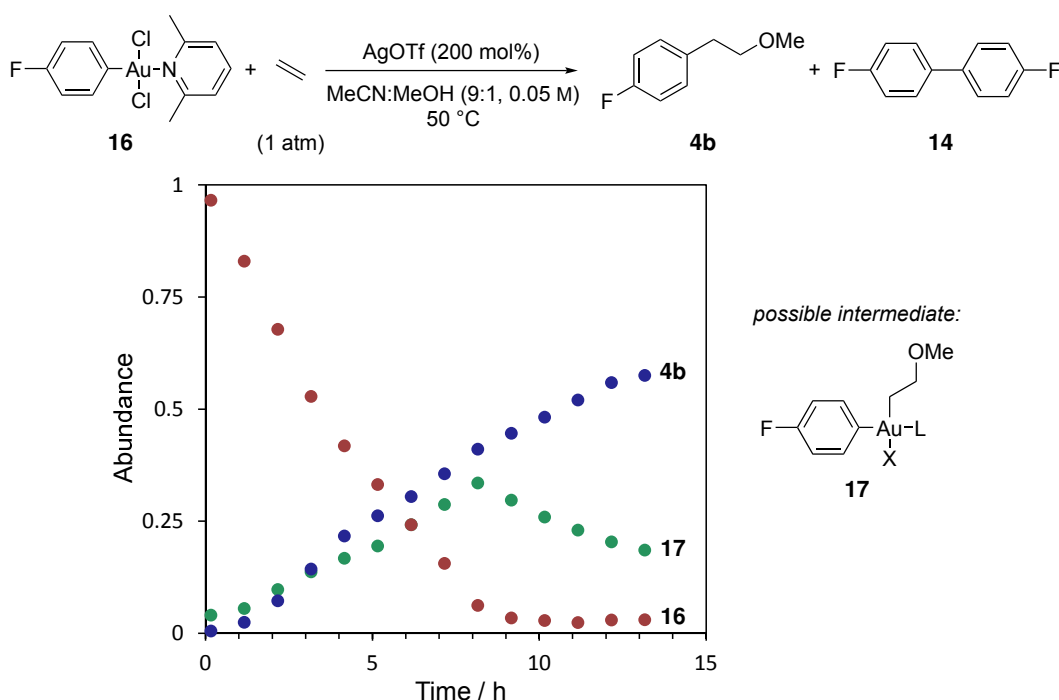 F
Cl
Au
N
Cl
16
+
(1 atm)
AgOTf (200 mol%)
MeCN:MeOH (9:1, 0.05 M)
50 °C
OMe
F
4b
+
F
F
14
Abundance
1
0.75
0.5
0.25
0
0
5
10
15
Time / h
4b
17
16
possible intermediate:
OMe
F
Au
L
X
17